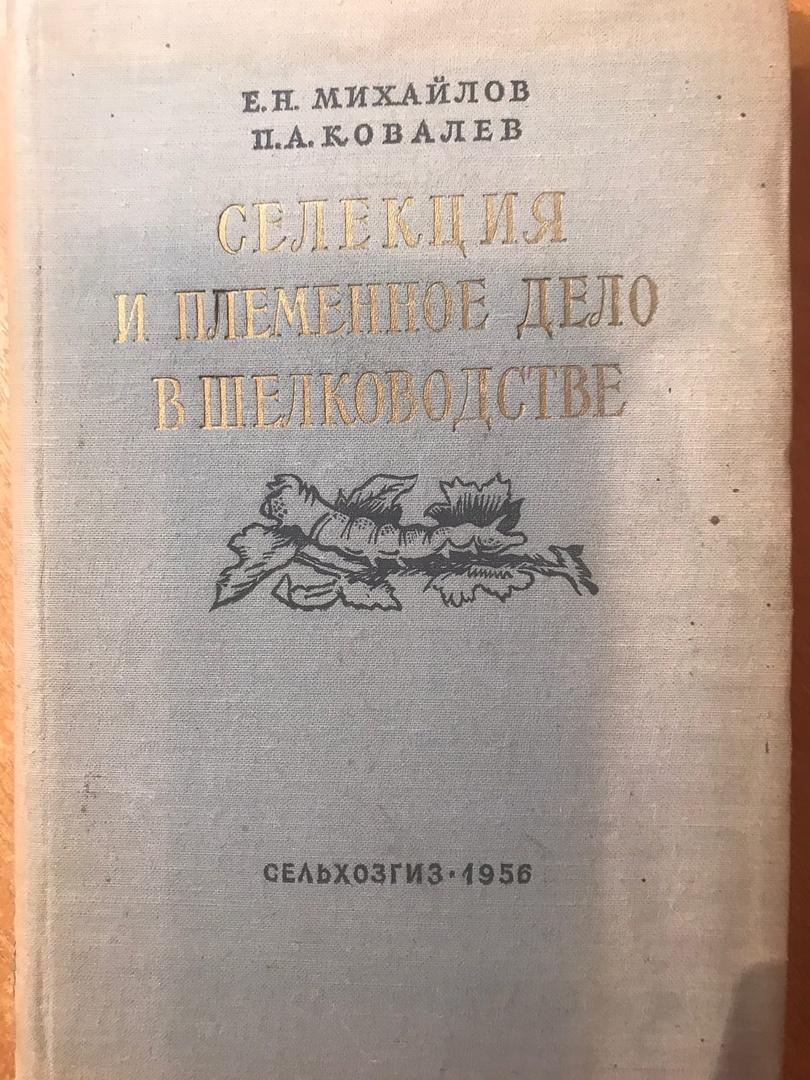 Е. Н. МИХАЙЛОВ
П. А. КОВАЛЕВ
СЕЛЕКЦИЯ
И ПЛЕМЕННОЕ ДЕЛО
В ШЕЛКОВОДСТВЕ
СЕЛЬХОЗГИЗ · 1956